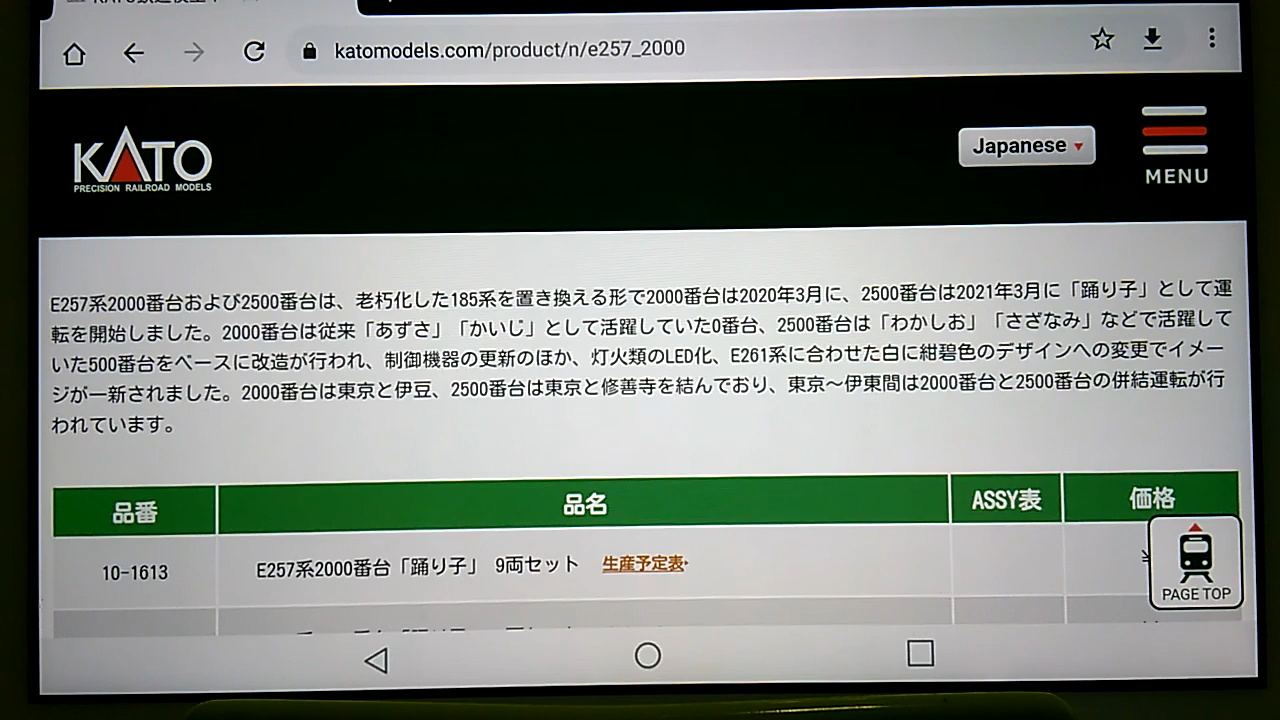 katomodels.com/product/n/e257_2000
KATO
PRECISION RAILROAD MODELS
Japanese
MENU
E257系2000番台および2500番台は、老朽化した185系を置き換える形で2000番台は2020年3月に、2500番台は2021年3月に「踊り子」として運
転を開始しました。2000番台は従来「あずさ」「かいじ」として活躍していた0番台、2500番台は「わかしお」「さざなみ」などで活躍して
いた500番台をベースに改造が行われ、制御機器の更新のほか、灯火類のLED化、E261系に合わせた白に紺碧色のデザインへの変更でイメー
ジが一新されました。2000番台は東京と伊豆、2500番台は東京と修善寺を結んでおり、東京～伊東間は2000番台と2500番台の併結運転が行
われています。
品番 品名 ASSY表 価格
10-1613 E257系2000番台「踊り子」 9両セット 生産予定表
PAGE TOP